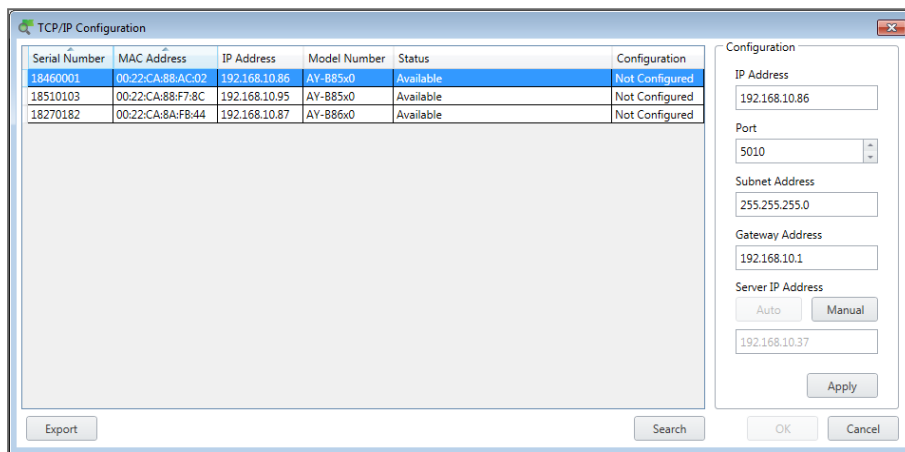 TCP/IP Configuration
Serial Number MAC Address IP Address Model Number Status Configuration
18460001 00:22:CA:88:AC:02 192.168.10.86 AY-B85x0 Available Not Configured
18510103 00:22:CA:88:F7:8C 192.168.10.95 AY-B85x0 Available Not Configured
18270182 00:22:CA:8A:FB:44 192.168.10.87 AY-B86x0 Available Not Configured
Configuration
IP Address
192.168.10.86
Port
5010
Subnet Address
255.255.255.0
Gateway Address
192.168.10.1
Server IP Address
Auto Manual
192.168.10.37
Apply
Export Search OK Cancel